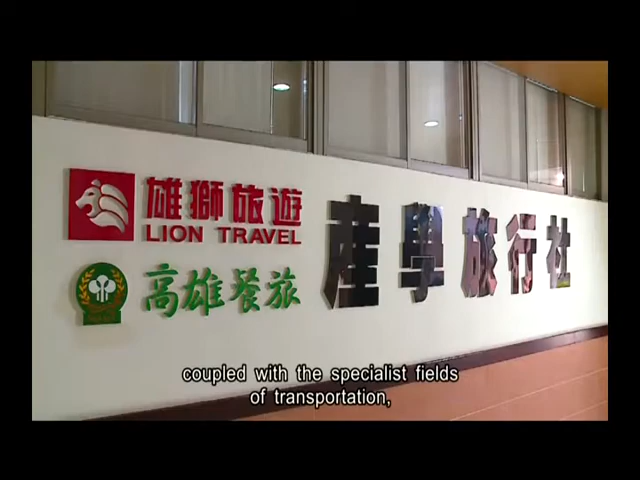 雄獅旅遊
LION TRAVEL
高雄餐旅
產學旅行社
coupled with the specialist fields
of transportation,